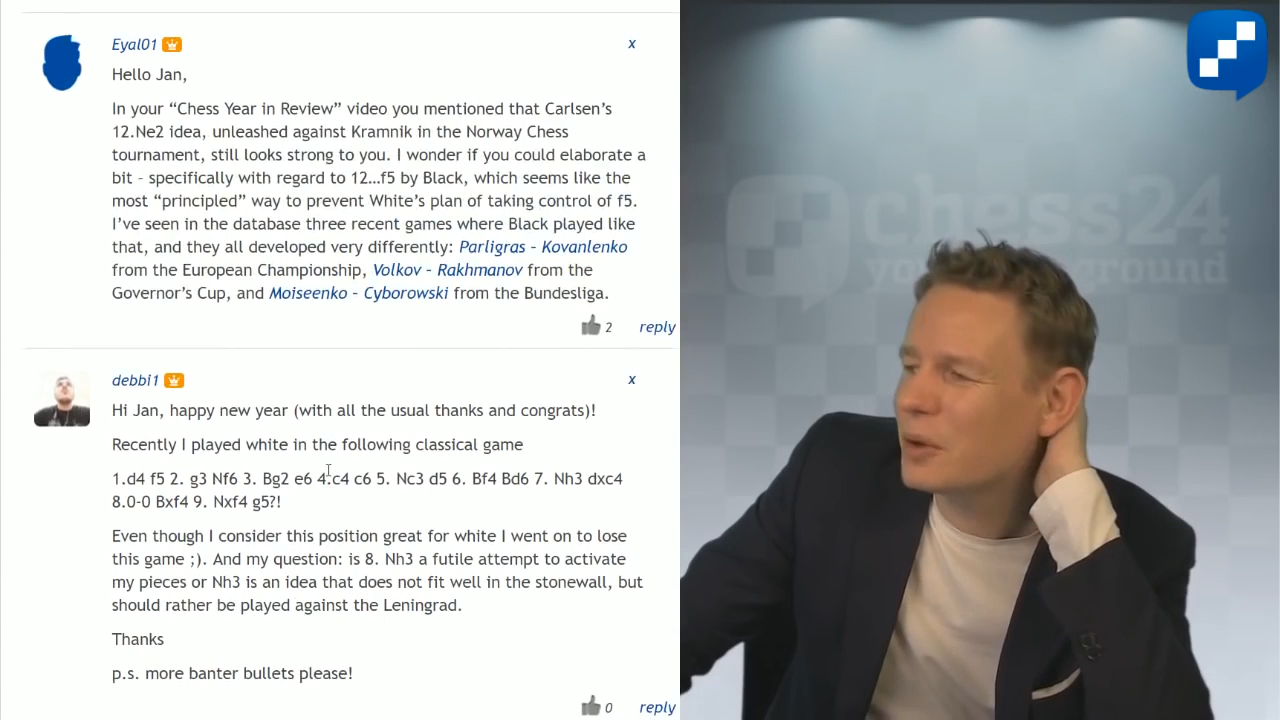 Eyal01
x
Hello Jan,
In your “Chess Year in Review” video you mentioned that Carlsen’s
12.Ne2 idea, unleashed against Kramnik in the Norway Chess
tournament, still looks strong to you. I wonder if you could elaborate a
bit – specifically with regard to 12…f5 by Black, which seems like the
most “principled” way to prevent White’s plan of taking control of f5.
I’ve seen in the database three recent games where Black played like
that, and they all developed very differently: Parligras – Kovanlenko
from the European Championship, Volkov – Rakhmanov from the
Governor’s Cup, and Moiseenko – Cyborowski from the Bundesliga.
2 reply
debbi1
x
Hi Jan, happy new year (with all the usual thanks and congrats)!
Recently I played white in the following classical game
1.d4 f5 2. g3 Nf6 3. Bg2 e6 4.c4 c6 5. Nc3 d5 6. Bf4 Bd6 7. Nh3 dxc4
8.0-0 Bxf4 9. Nxf4 g5?!
Even though I consider this position great for white I went on to lose
this game ;). And my question: is 8. Nh3 a futile attempt to activate
my pieces or Nh3 is an idea that does not fit well in the stonewall, but
should rather be played against the Leningrad.
Thanks
p.s. more banter bullets please!
0 reply
chess24